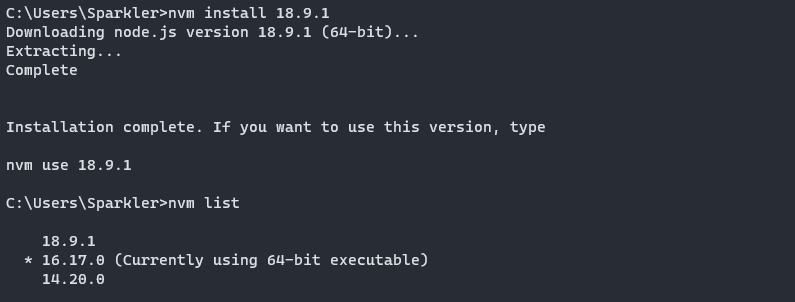 C:\Users\Sparkler>nvm install 18.9.1
Downloading node.js version 18.9.1 (64-bit)...
Extracting...
Complete
Installation complete. If you want to use this version, type
nvm use 18.9.1
C:\Users\Sparkler>nvm list
18.9.1
* 16.17.0 (Currently using 64-bit executable)
14.20.0